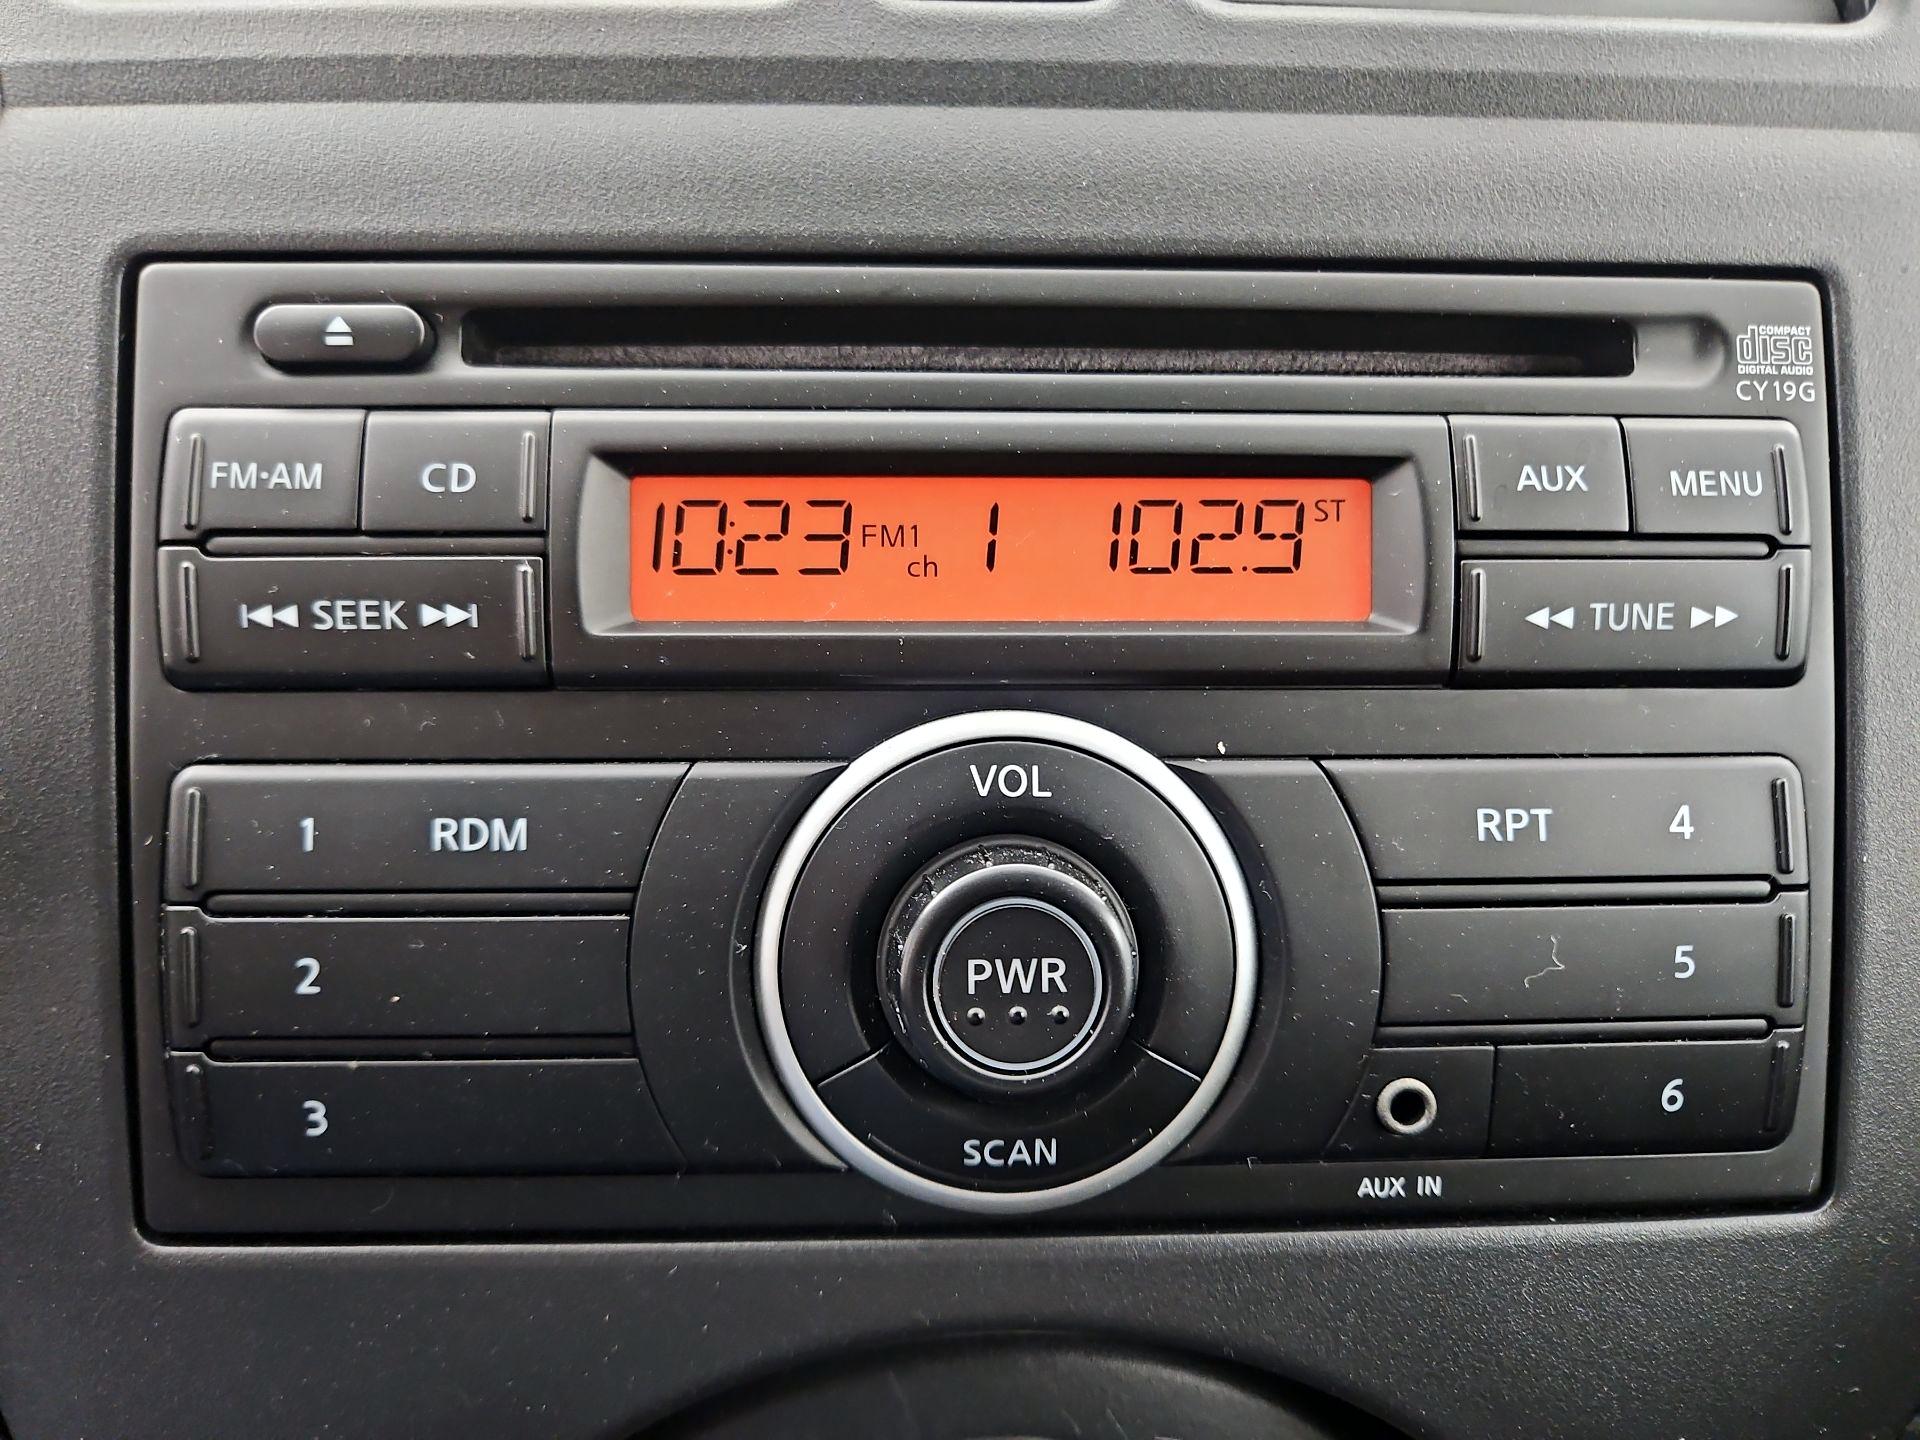 COMPACT
disc
DIGITAL AUDIO
CY19G
FM·AM
CD
10:23 FM1 ch 1 102.9 ST
AUX
MENU
SEEK
TUNE
VOL
1 RDM
RPT 4
2
PWR
5
3
6
SCAN
AUX IN